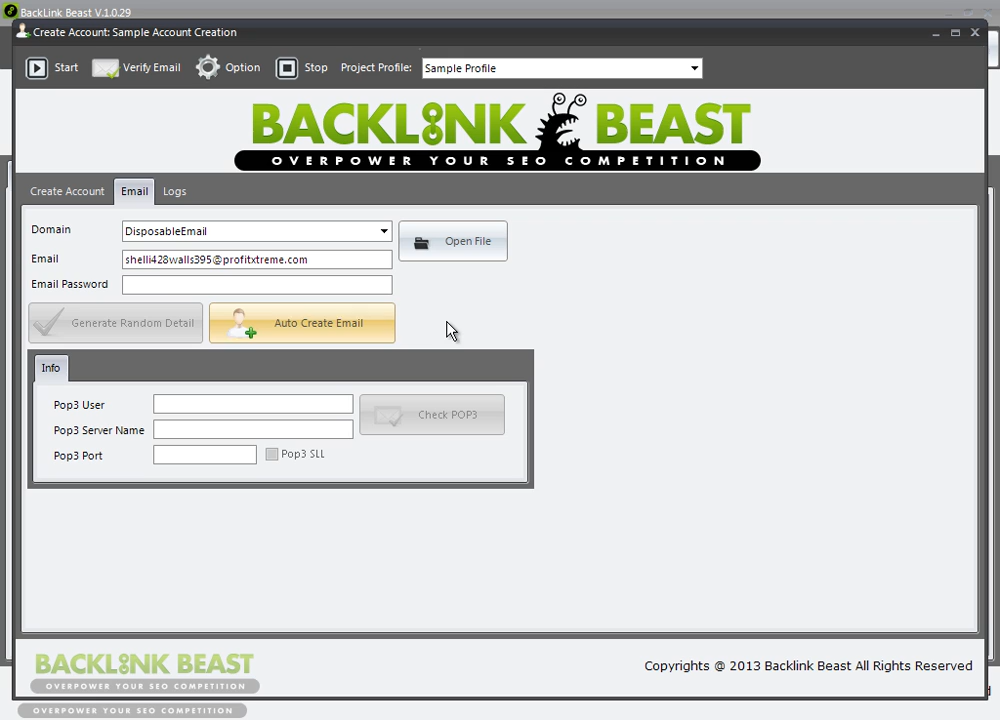 BackLink Beast V.1.0.29
Create Account: Sample Account Creation
Start Verify Email Option Stop Project Profile: Sample Profile
BACKLINK BEAST
OVERPOWER YOUR SEO COMPETITION
Create Account Email Logs
Domain DisposableEmail Open File
Email shelli428walls395@profitxtreme.com
Email Password
Generate Random Detail Auto Create Email
Info
Pop3 User Check POP3
Pop3 Server Name
Pop3 Port Pop3 SLL
BACKLINK BEAST
OVERPOWER YOUR SEO COMPETITION
Copyrights @ 2013 Backlink Beast All Rights Reserved
OVERPOWER YOUR SEO COMPETITION